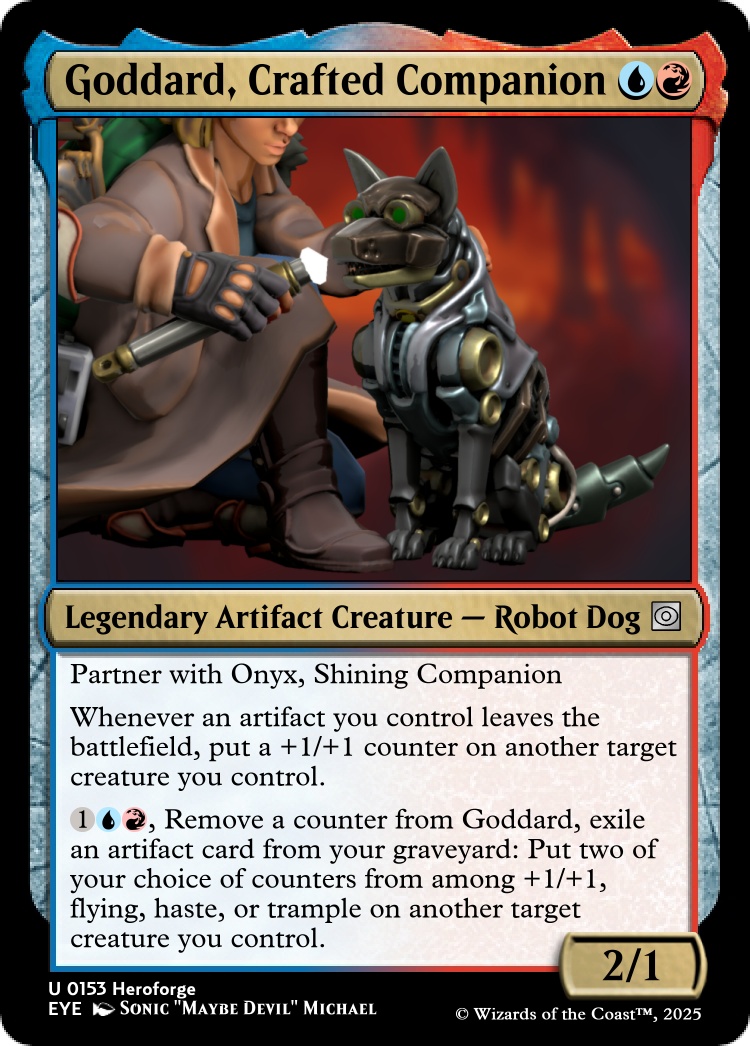 Goddard, Crafted Companion
Legendary Artifact Creature — Robot Dog
Partner with Onyx, Shining Companion
Whenever an artifact you control leaves the
battlefield, put a +1/+1 counter on another target
creature you control.
1, Remove a counter from Goddard, exile
an artifact card from your graveyard: Put two of
your choice of counters from among +1/+1,
flying, haste, or trample on another target
creature you control.
2/1
U 0153 Heroforge
EYE Sonic "Maybe Devil" Michael
© Wizards of the Coast™, 2025